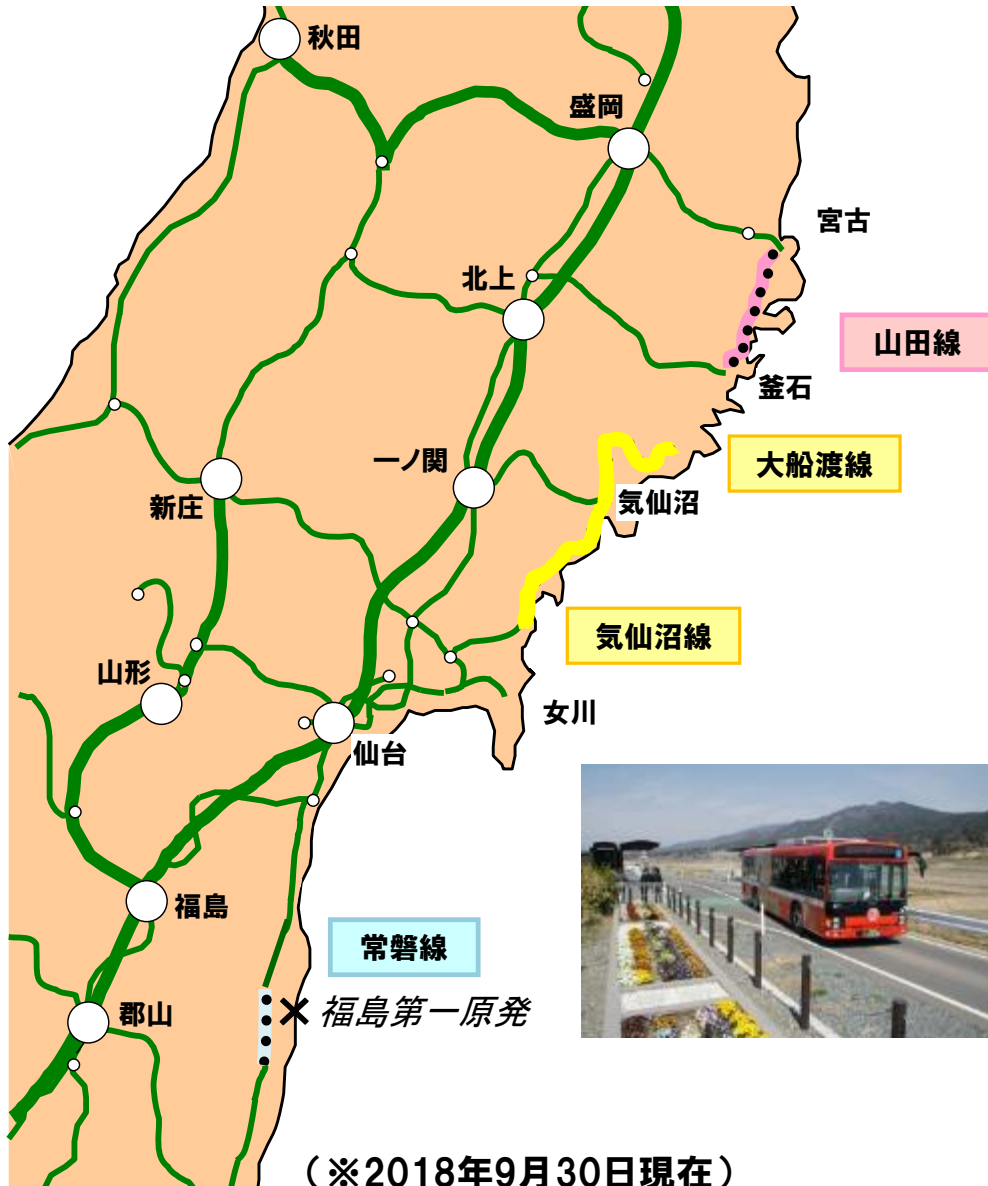 秋田
盛岡
宮古
北上
山田線
釜石
一ノ関
大船渡線
新庄
気仙沼
気仙沼線
山形
女川
仙台
福島
常磐線
郡山
福島第一原発
（※2018年9月30日現在）